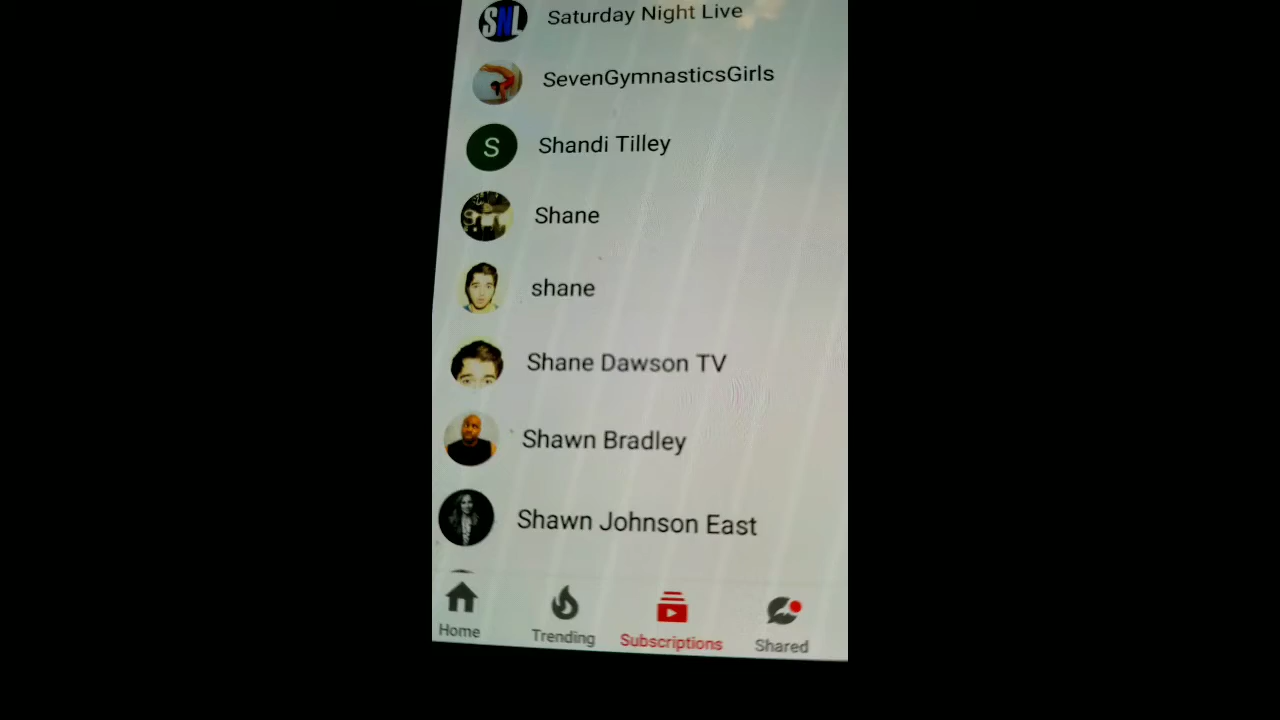 SNL Saturday Night Live
SevenGymnasticsGirls
S Shandi Tilley
Shane
shane
Shane Dawson TV
Shawn Bradley
Shawn Johnson East
Home Trending Subscriptions Shared